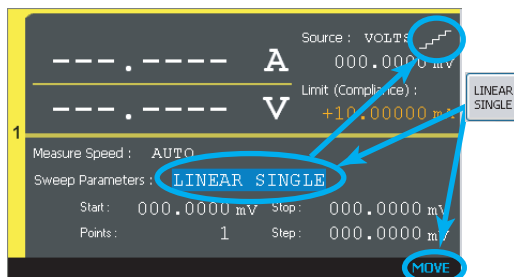 Source : VOLTS
---.---- A 000.0000 mV
Limit (Compliance) :
---.---- V +10.00000 mA
1
LINEAR
SINGLE
Measure Speed : AUTO
Sweep Parameters : LINEAR SINGLE
Start : 000.0000 mV Stop : 000.0000 mV
Points : 1 Step : 000.0000 mV
MOVE